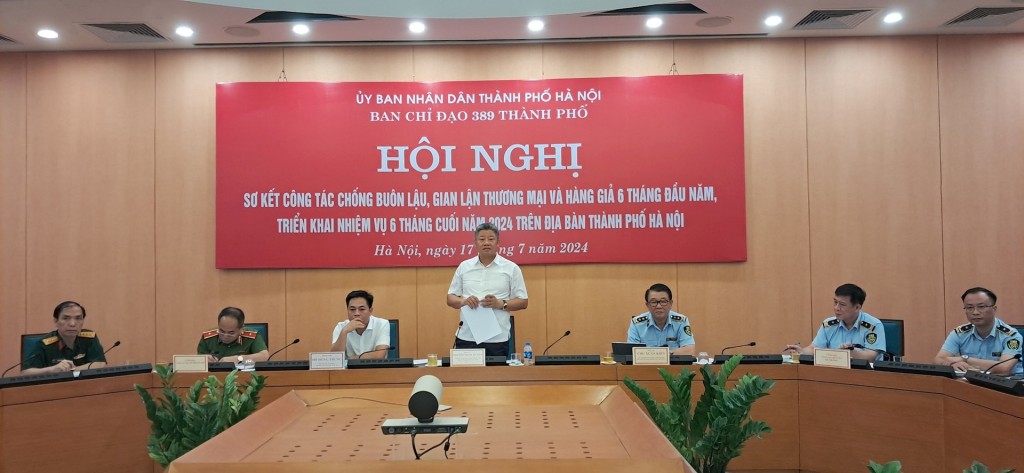 ỦY BAN NHÂN DÂN THÀNH PHỐ HÀ NỘI
BAN CHỈ ĐẠO 389 THÀNH PHỐ
HỘI NGHỊ
SƠ KẾT CÔNG TÁC CHỐNG BUÔN LẬU, GIAN LẬN THƯƠNG MẠI VÀ HÀNG GIẢ 6 THÁNG ĐẦU NĂM,
TRIỂN KHAI NHIỆM VỤ 6 THÁNG CUỐI NĂM 2024 TRÊN ĐỊA BÀN THÀNH PHỐ HÀ NỘI
Hà Nội, ngày 17 tháng 7 năm 2024